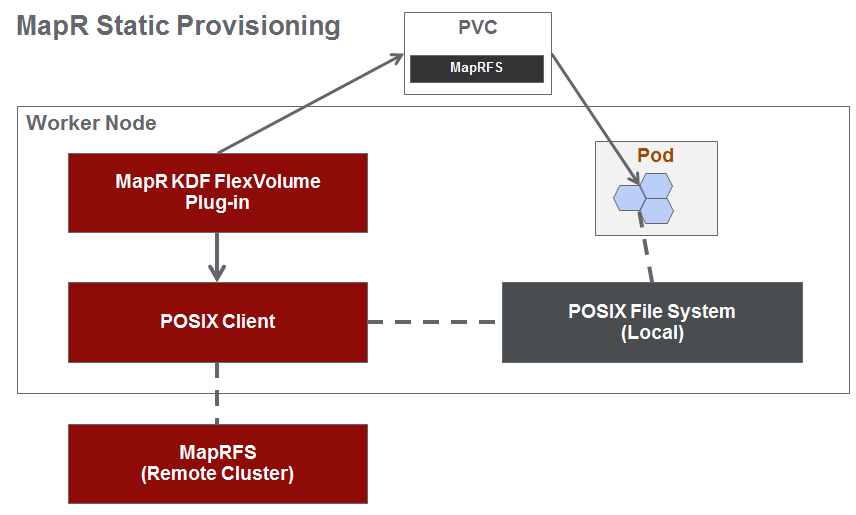 MapR Static Provisioning
PVC
MapRFS
Worker Node
MapR KDF FlexVolume
Plug-in
Pod
POSIX Client
POSIX File System
(Local)
MapRFS
(Remote Cluster)